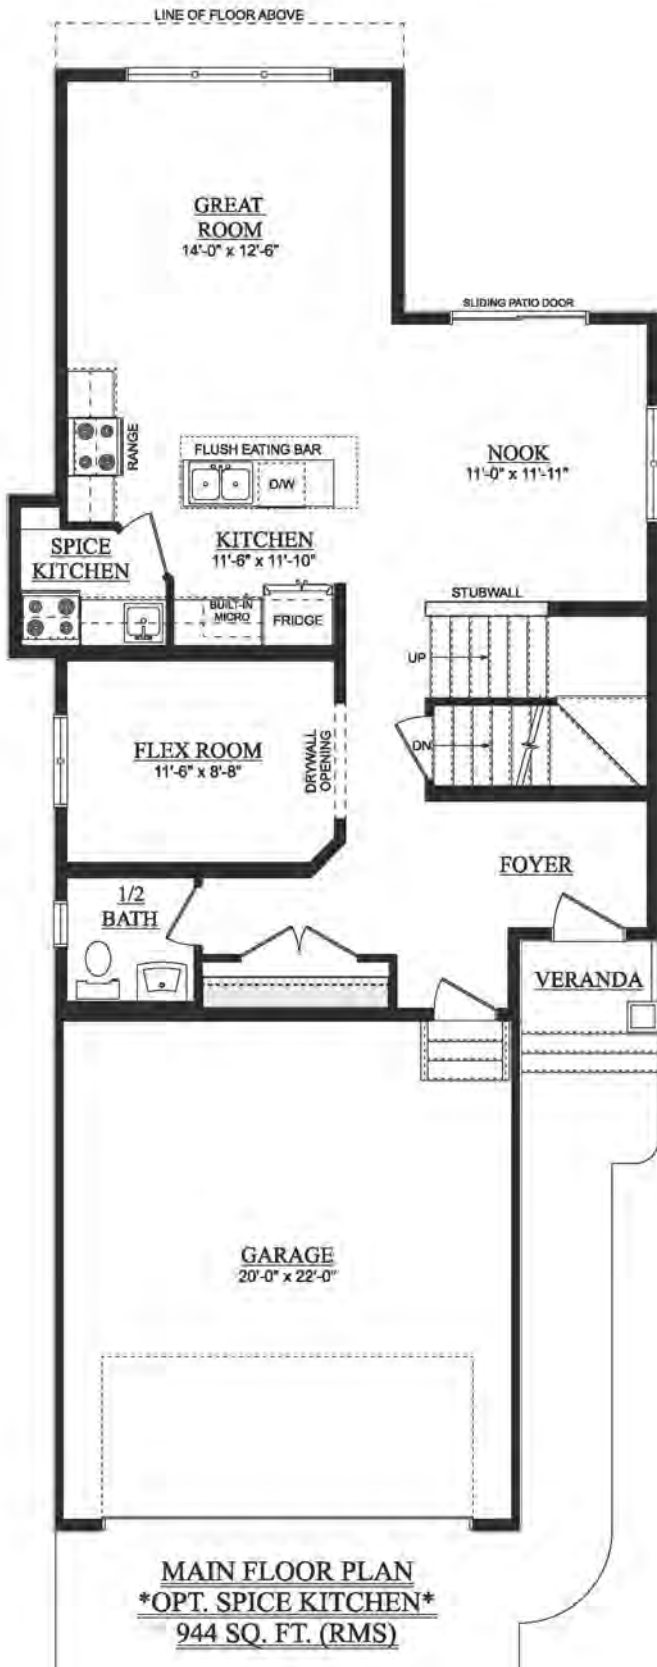 LINE OF FLOOR ABOVE
GREAT
ROOM
14'-0" x 12'-6"
SLIDING PATIO DOOR
RANGE
FLUSH EATING BAR
D/W
NOOK
11'-0" x 11'-11"
KITCHEN
11'-6" x 11'-10"
SPICE
KITCHEN
BUILT-IN
MICRO
FRIDGE
STUBWALL
UP
DN
FLEX ROOM
11'-6" x 8'-8"
DRYWALL
OPENING
FOYER
1/2
BATH
VERANDA
GARAGE
20'-0" x 22'-0"
MAIN FLOOR PLAN
*OPT. SPICE KITCHEN*
944 SQ. FT. (RMS)